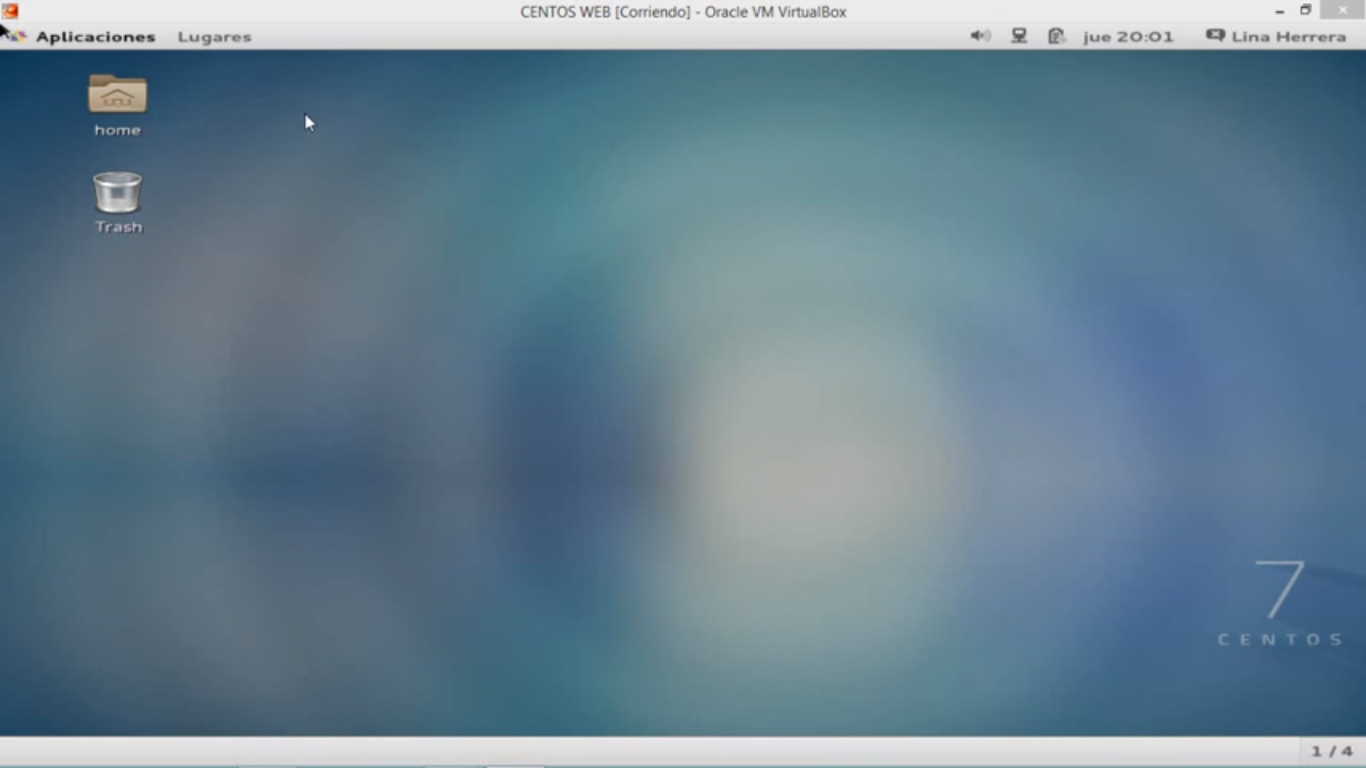 CENTOS WEB [Corriendo] - Oracle VM VirtualBox
Aplicaciones Lugares jue 20:01 Lina Herrera
home
Trash
7
CENTOS
1 / 4